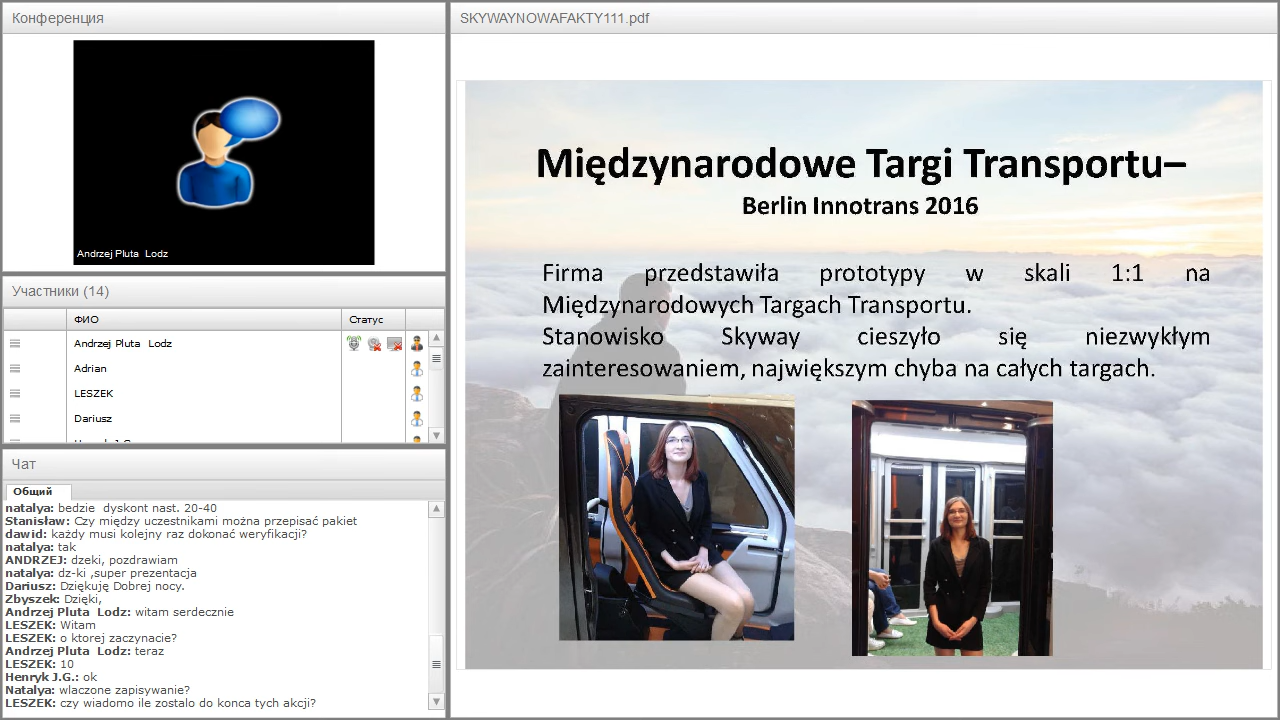 Конференция
Andrzej Pluta Lodz
Участники (14)
ФИО Статус
Andrzej Pluta Lodz
Adrian
LESZEK
Dariusz
Чат
Общий
natalya: bedzie dyskont nast. 20-40
Stanisław: Czy między uczestnikami można przepisać pakiet
dawid: każdy musi kolejny raz dokonać weryfikacji?
natalya: tak
ANDRZEJ: dzeki, pozdrawiam
natalya: dz-ki ,super prezentacja
Dariusz: Dziękuję Dobrej nocy.
Zbyszek: Dzięki,
Andrzej Pluta Lodz: witam serdecznie
LESZEK: Witam
LESZEK: o ktorej zaczynacie?
Andrzej Pluta Lodz: teraz
LESZEK: 10
Henryk J.G.: ok
Natalya: wlaczone zapisywanie?
LESZEK: czy wiadomo ile zostalo do konca tych akcji?
SKYWAYNOWAFAKTY111.pdf
Międzynarodowe Targi Transportu–
Berlin Innotrans 2016
Firma przedstawiła prototypy w skali 1:1 na
Międzynarodowych Targach Transportu.
Stanowisko Skyway cieszyło się niezwykłym
zainteresowaniem, największym chyba na całych targach.